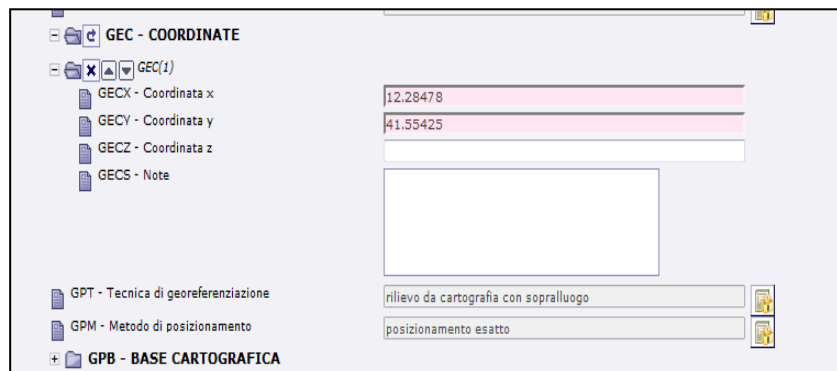 GEC - COORDINATE
GEC(1)
GECX - Coordinata x 12.28478
GECY - Coordinata y 41.55425
GECZ - Coordinata z
GECS - Note
GPT - Tecnica di georeferenziazione rilievo da cartografia con sopralluogo
GPM - Metodo di posizionamento posizionamento esatto
GPB - BASE CARTOGRAFICA